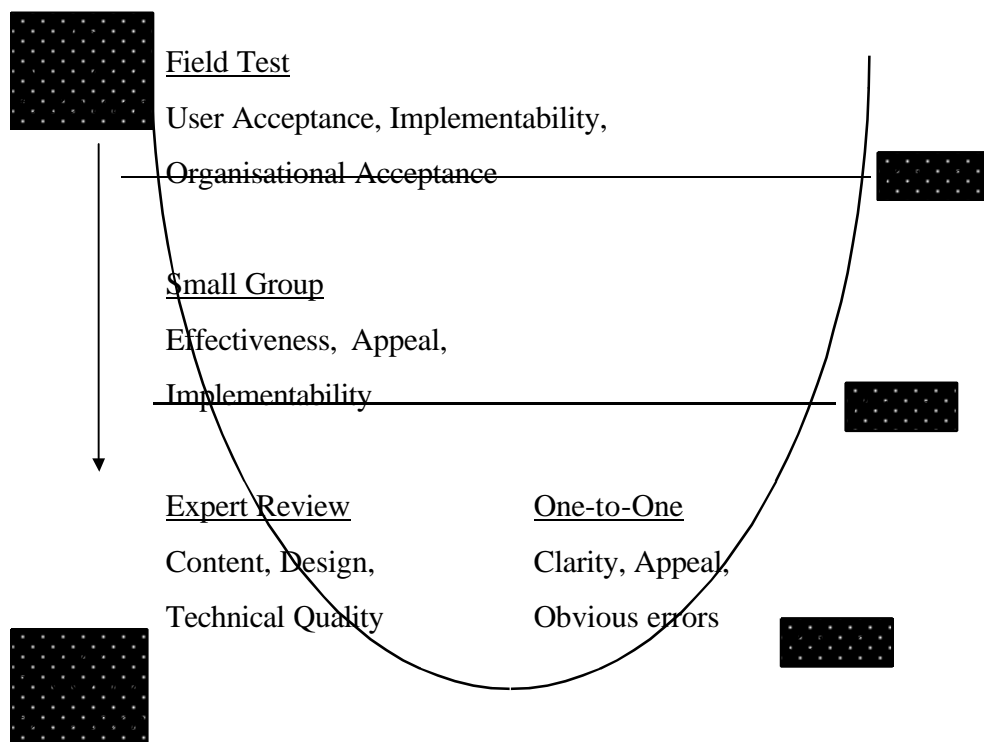 Field Test
User Acceptance, Implementability,
Organisational Acceptance
Small Group
Effectiveness, Appeal,
Implementability
Expert Review
Content, Design,
Technical Quality
One-to-One
Clarity, Appeal,
Obvious errors